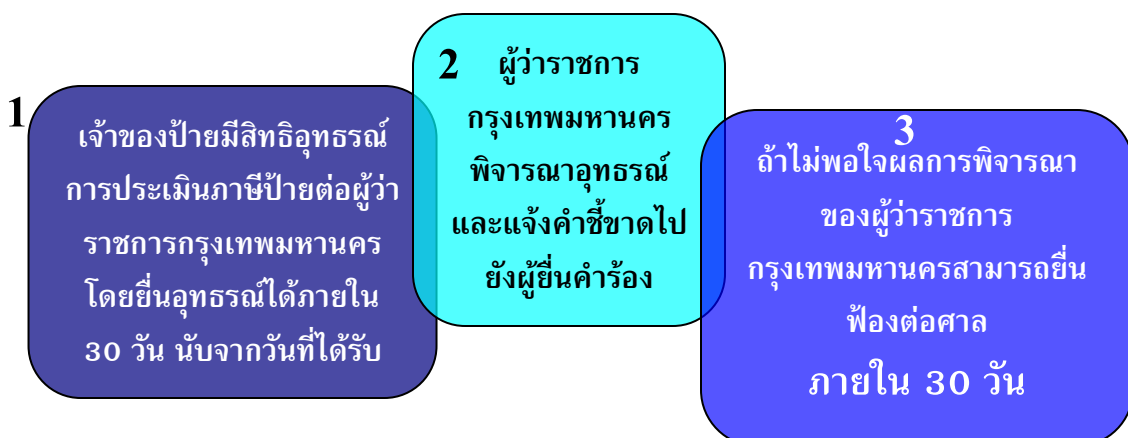 1
เจ้าของป้ายมีสิทธิอุทธรณ์
การประเมินภาษีป้ายต่อผู้ว่า
ราชการกรุงเทพมหานคร
โดยยื่นอุทธรณ์ได้ภายใน
30 วัน นับจากวันที่ได้รับ
2 ผู้ว่าราชการ
กรุงเทพมหานคร
พิจารณาอุทธรณ์
และแจ้งคำชี้ขาดไป
ยังผู้ยื่นคำร้อง
3
ถ้าไม่พอใจผลการพิจารณา
ของผู้ว่าราชการ
กรุงเทพมหานครสามารถยื่น
ฟ้องต่อศาล
ภายใน 30 วัน